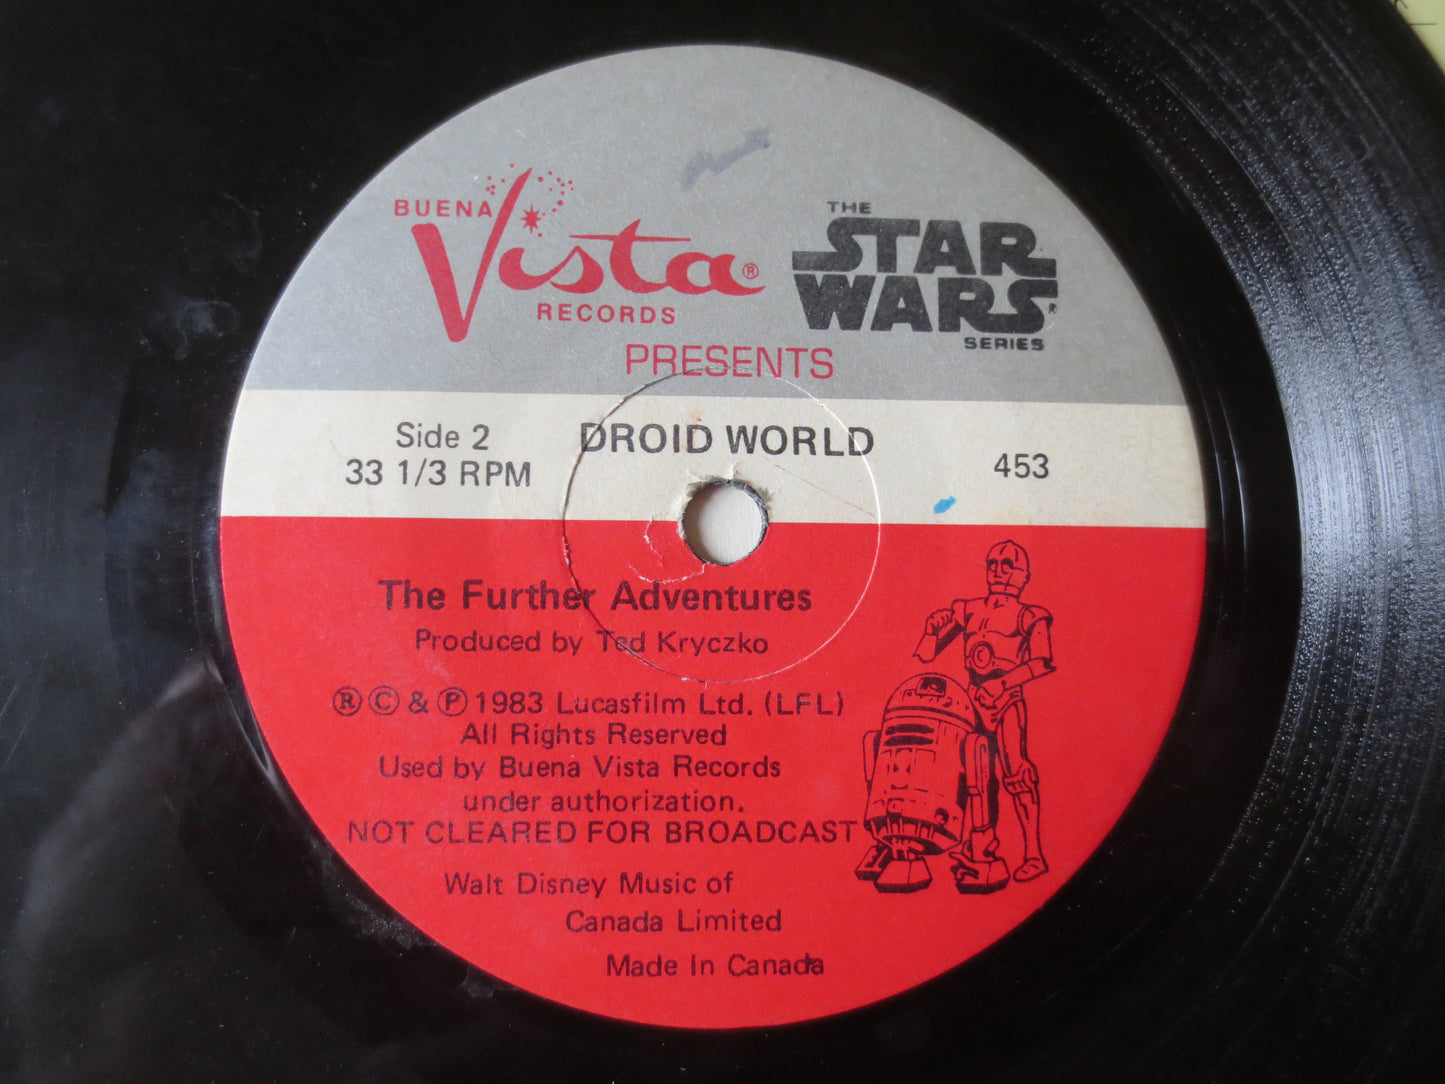 BUENA
Vista®
RECORDS
THE
STAR
WARS®
SERIES
PRESENTS
Side 2
33 1/3 RPM
DROID WORLD
453
The Further Adventures
Produced by Ted Kryczko
®©&℗1983 Lucasfilm Ltd. (LFL)
All Rights Reserved
Used by Buena Vista Records
under authorization.
NOT CLEARED FOR BROADCAST
Walt Disney Music of
Canada Limited
Made In Canada